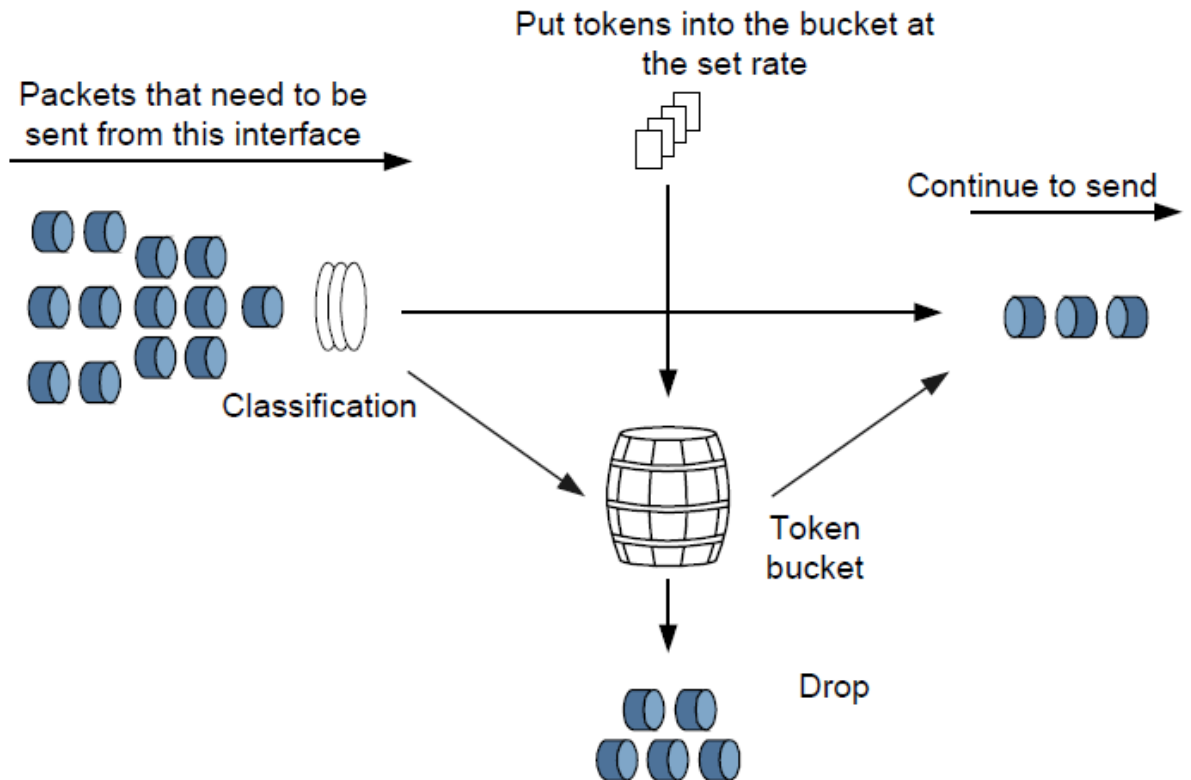 Put tokens into the bucket at
the set rate
Packets that need to be
sent from this interface
Continue to send
Classification
Token
bucket
Drop